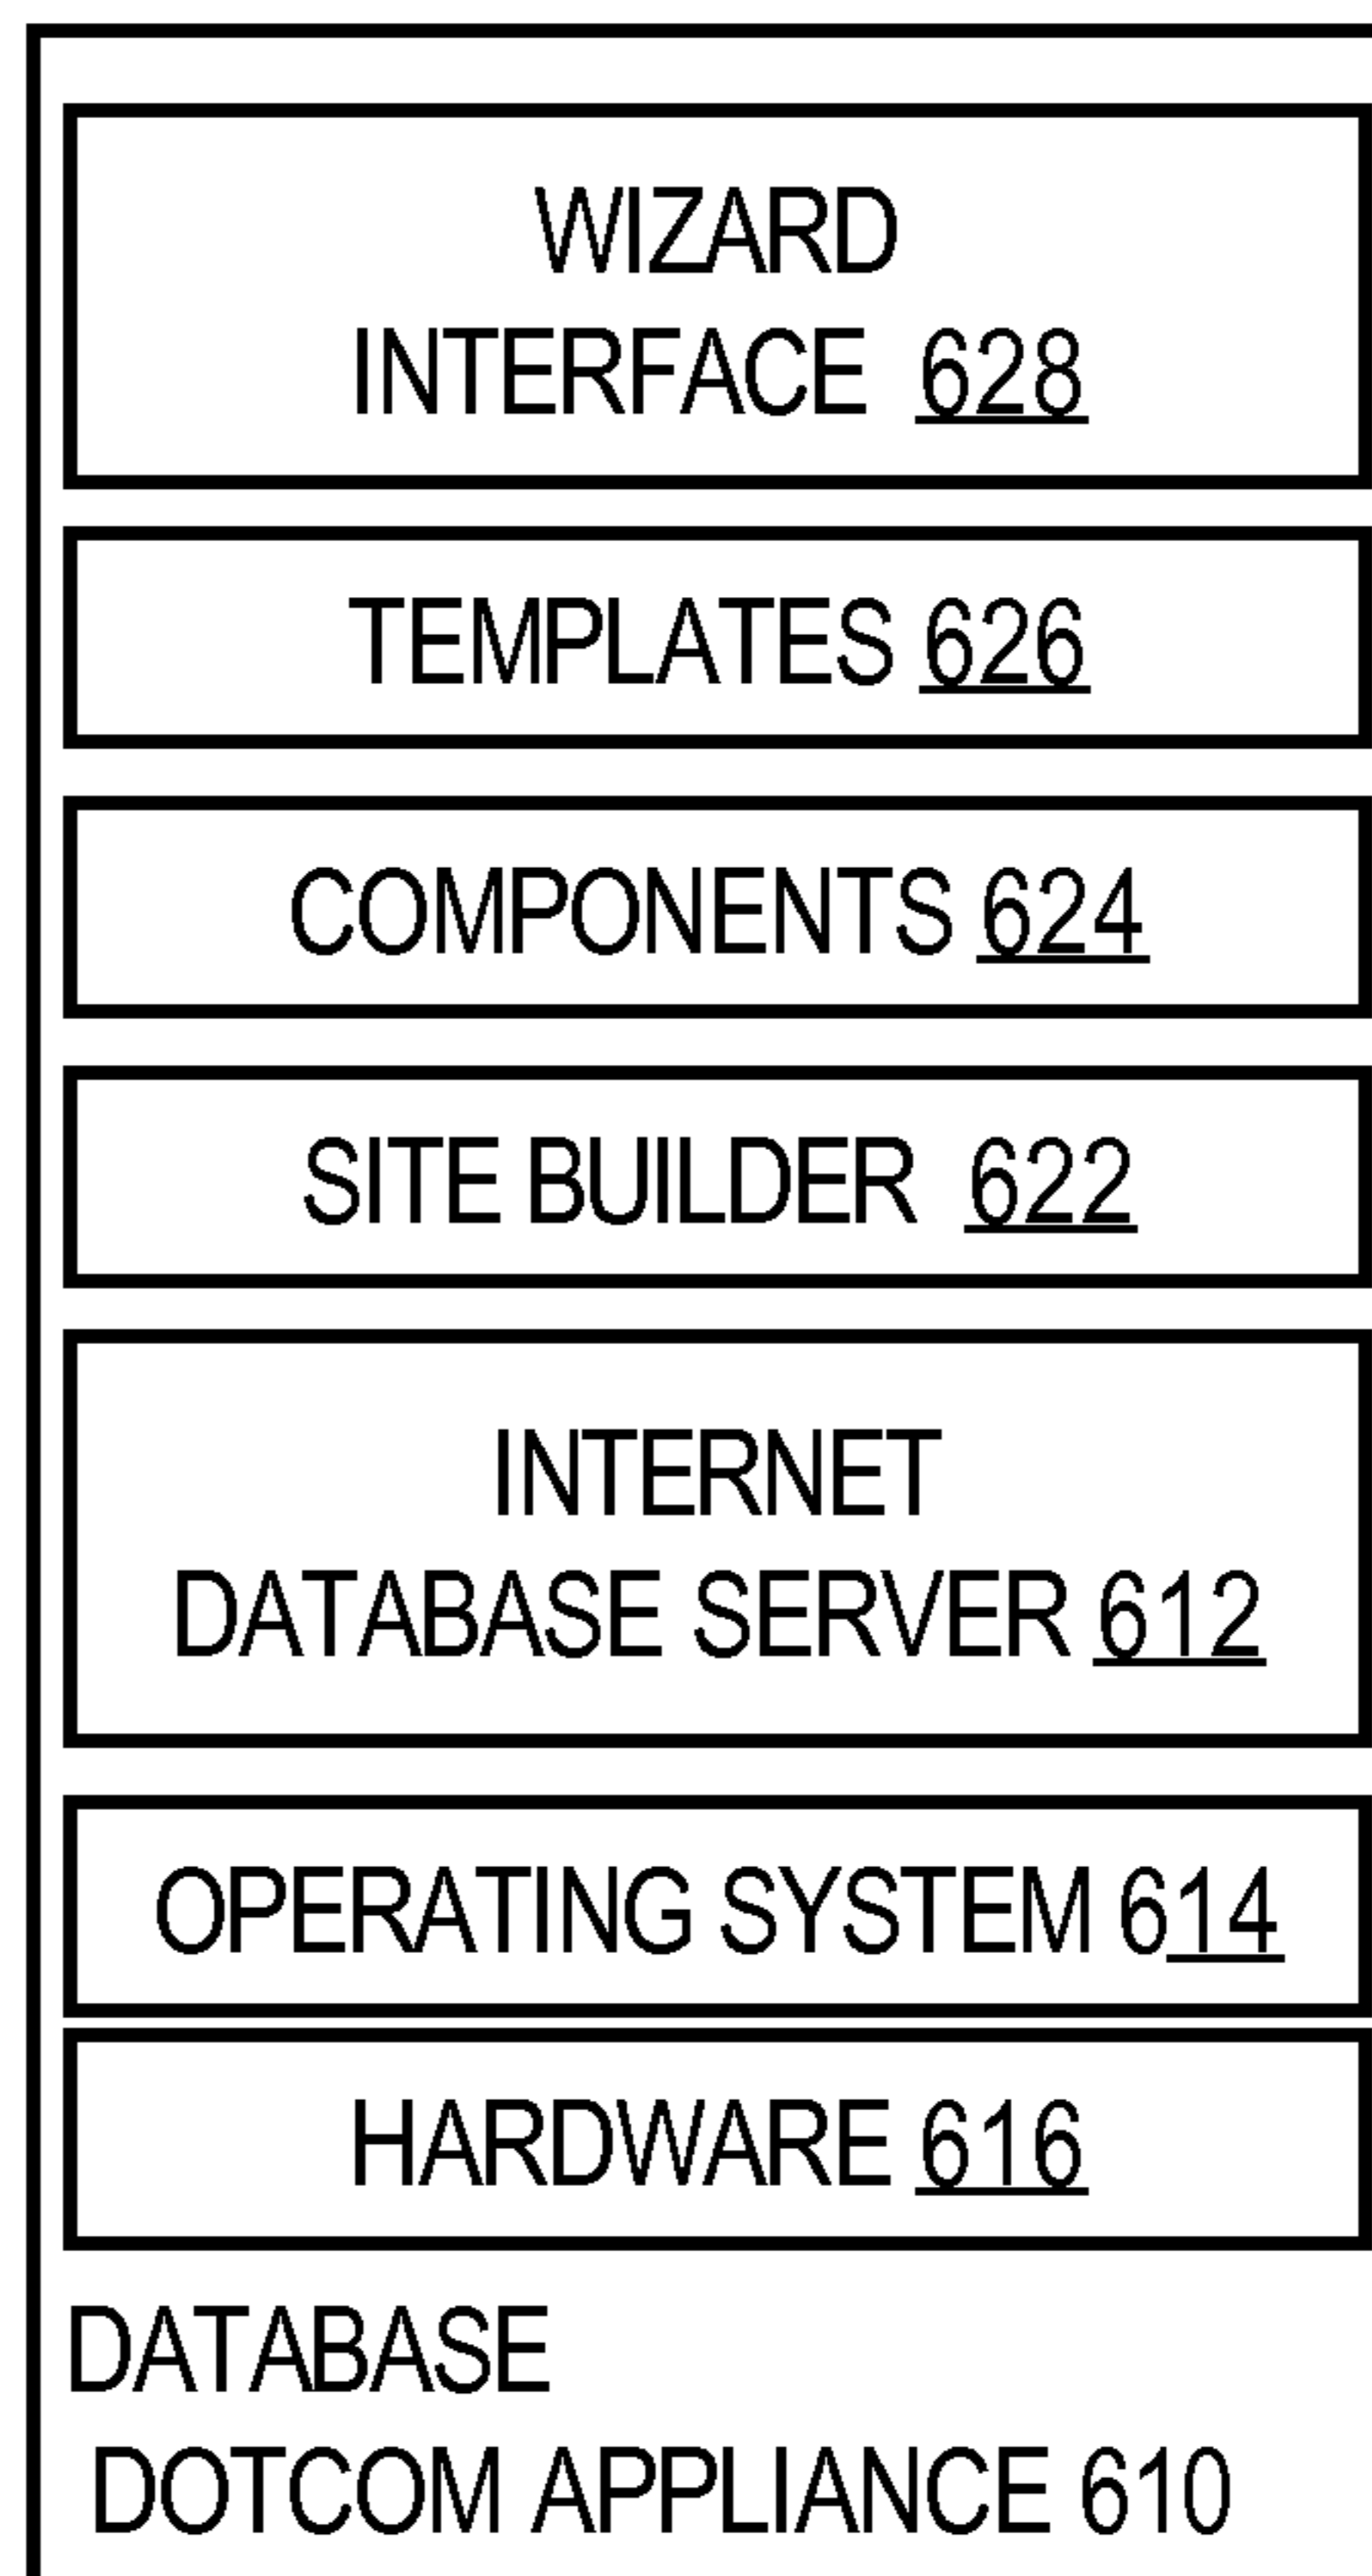 WIZARD
INTERFACE 628
TEMPLATES 626
COMPONENTS 624
SITE BUILDER 622
INTERNET
DATABASE SERVER 612
OPERATING SYSTEM 614
HARDWARE 616
DATABASE
DOTCOM APPLIANCE 610